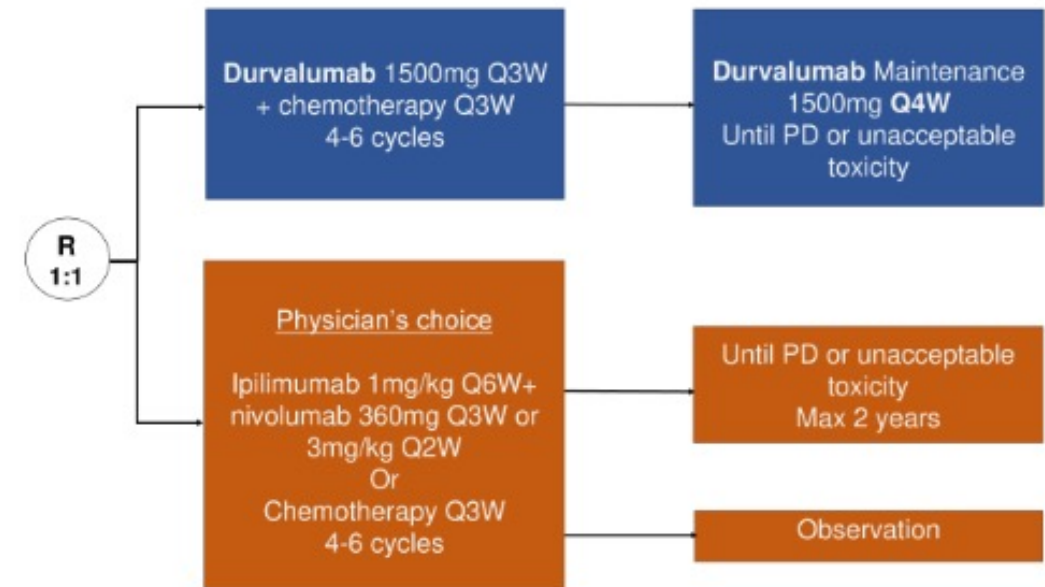 Durvalumab 1500mg Q3W
+ chemotherapy Q3W
4-6 cycles
Durvalumab Maintenance
1500mg Q4W
Until PD or unacceptable
toxicity
R
1:1
Physician's choice
Ipilimumab 1mg/kg Q6W+
nivolumab 360mg Q3W or
3mg/kg Q2W
Or
Chemotherapy Q3W
4-6 cycles
Until PD or unacceptable
toxicity
Max 2 years
Observation